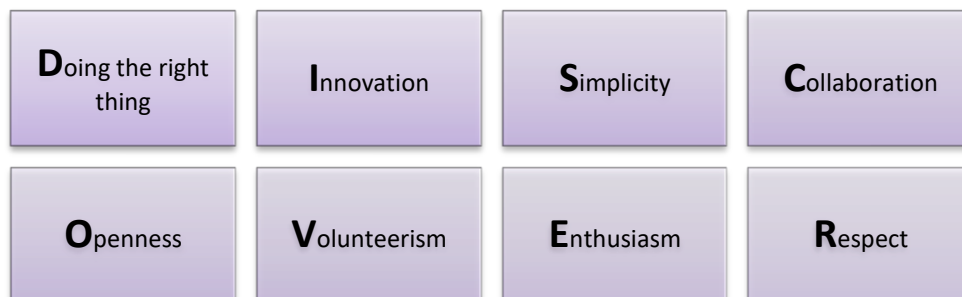 Doing the right
thing
Innovation
Simplicity
Collaboration
Openness
Volunteerism
Enthusiasm
Respect